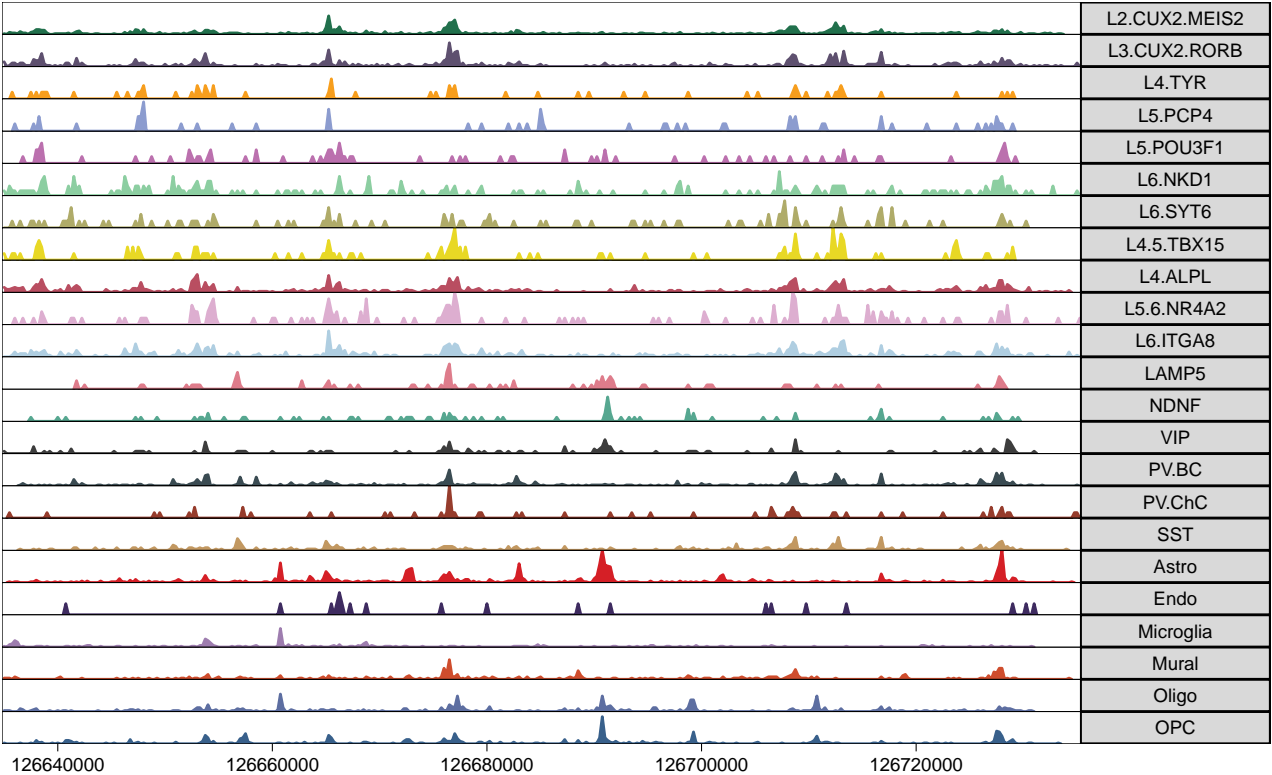 L2.CUX2.MEIS2
L3.CUX2.RORB
L4.TYR
L5.PCP4
L5.POU3F1
L6.NKD1
L6.SYT6
L4.5.TBX15
L4.ALPL
L5.6.NR4A2
L6.ITGA8
LAMP5
NDNF
VIP
PV.BC
PV.ChC
SST
Astro
Endo
Microglia
Mural
Oligo
OPC
126640000 126660000 126680000 126700000 126720000